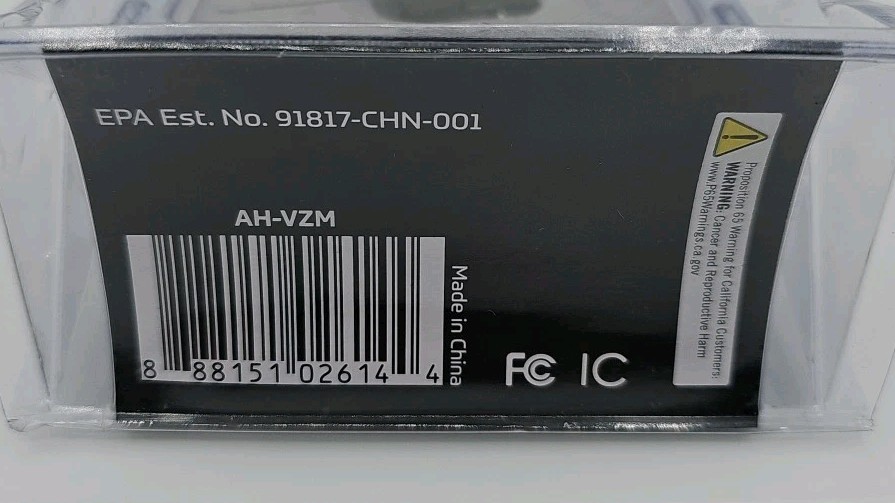 EPA Est. No. 91817-CHN-001
AH-VZM
8 88151 02614 4
Made in China
FC IC
Proposition 65 Warning for California Customers:
WARNING: Cancer and Reproductive Harm
www.P65Warnings.ca.gov